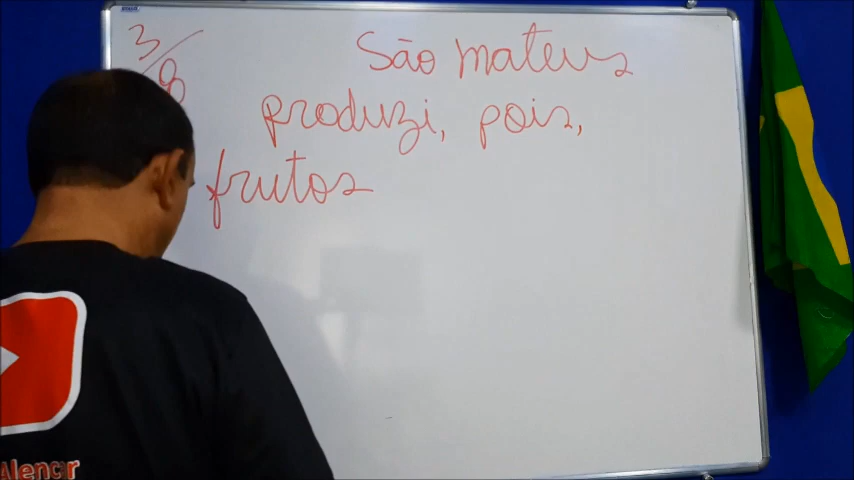 3/8
São Mateus
produzi, pois,
frutos
Alencar